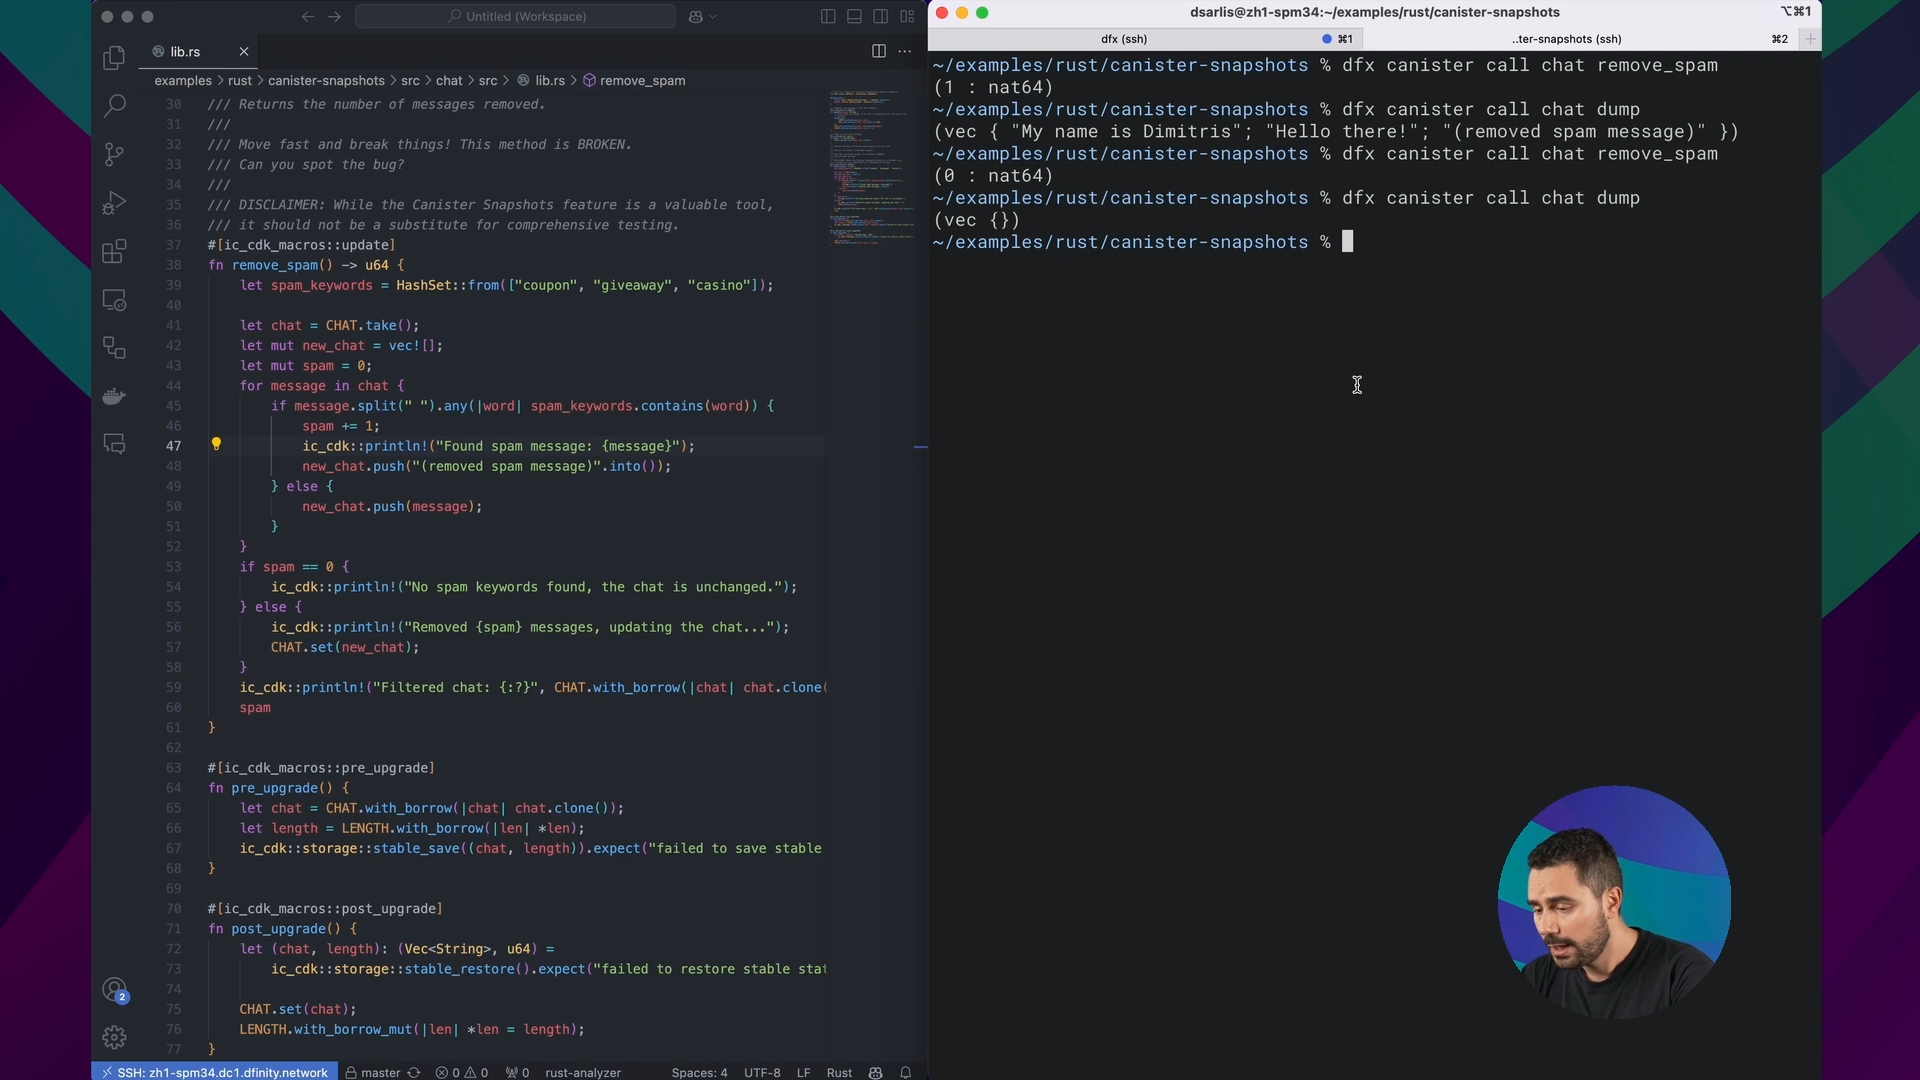 Untitled (Workspace)
lib.rs
examples > rust > canister-snapshots > src > chat > src > lib.rs > remove_spam
30 /// Returns the number of messages removed.
31 ///
32 /// Move fast and break things! This method is BROKEN.
33 /// Can you spot the bug?
34 ///
35 /// DISCLAIMER: While the Canister Snapshots feature is a valuable tool,
36 /// it should not be a substitute for comprehensive testing.
37 #[ic_cdk_macros::update]
38 fn remove_spam() -> u64 {
39 let spam_keywords = HashSet::from(["coupon", "giveaway", "casino"]);
40
41 let chat = CHAT.take();
42 let mut new_chat = vec![];
43 let mut spam = 0;
44 for message in chat {
45 if message.split(" ").any(|word| spam_keywords.contains(word)) {
46 spam += 1;
47 ic_cdk::println!("Found spam message: {message}");
48 new_chat.push("(removed spam message)".into());
49 } else {
50 new_chat.push(message);
51 }
52 }
53 if spam == 0 {
54 ic_cdk::println!("No spam keywords found, the chat is unchanged.");
55 } else {
56 ic_cdk::println!("Removed {spam} messages, updating the chat...");
57 CHAT.set(new_chat);
58 }
59 ic_cdk::println!("Filtered chat: {:?}", CHAT.with_borrow(|chat| chat.clone(
60 spam
61 }
62
63 #[ic_cdk_macros::pre_upgrade]
64 fn pre_upgrade() {
65 let chat = CHAT.with_borrow(|chat| chat.clone());
66 let length = LENGTH.with_borrow(|len| *len);
67 ic_cdk::storage::stable_save((chat, length)).expect("failed to save stable
68 }
69
70 #[ic_cdk_macros::post_upgrade]
71 fn post_upgrade() {
72 let (chat, length): (Vec<String>, u64) =
73 ic_cdk::storage::stable_restore().expect("failed to restore stable stat
74
75 CHAT.set(chat);
76 LENGTH.with_borrow_mut(|len| *len = length);
77 }
2
SSH: zh1-spm34.dc1.dfinity.network master 0 0 0 rust-analyzer Spaces: 4 UTF-8 LF Rust
dsarlis@zh1-spm34:~/examples/rust/canister-snapshots ⌥⌘1
dfx (ssh) ⌘1 ..ter-snapshots (ssh) ⌘2 +
~/examples/rust/canister-snapshots % dfx canister call chat remove_spam
(1 : nat64)
~/examples/rust/canister-snapshots % dfx canister call chat dump
(vec { "My name is Dimitris"; "Hello there!"; "(removed spam message)" })
~/examples/rust/canister-snapshots % dfx canister call chat remove_spam
(0 : nat64)
~/examples/rust/canister-snapshots % dfx canister call chat dump
(vec {})
~/examples/rust/canister-snapshots %